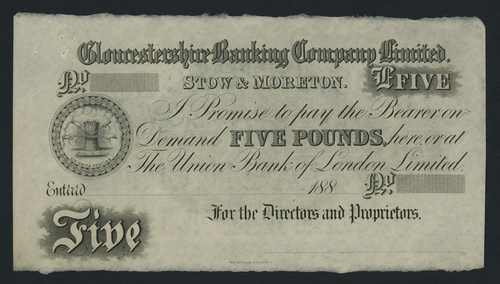 Gloucestershire Banking Company Limited.
No STOW & MORETON. £FIVE
I Promise to pay the Bearer on
Demand FIVE POUNDS, here, or at
The Union Bank of London Limited.
Entered 188 No
For the Directors and Proprietors.
Five